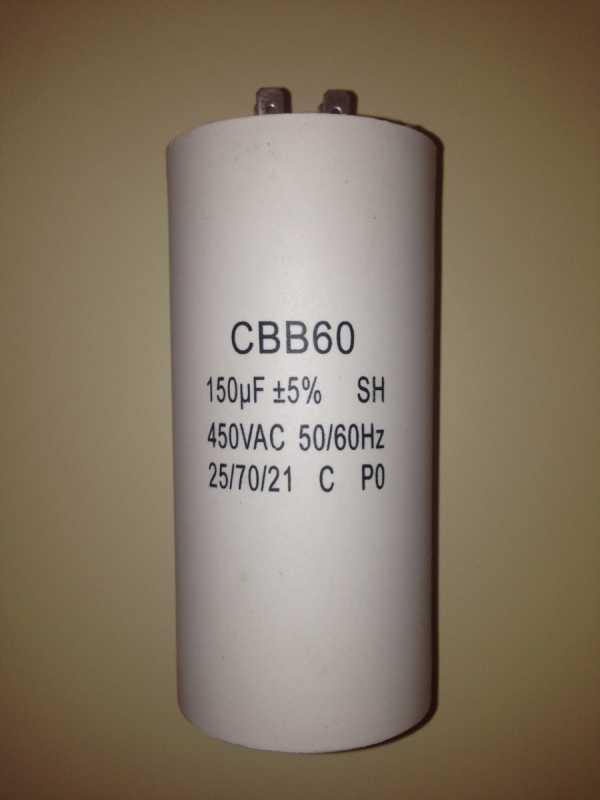 CBB60
150µF ±5% SH
450VAC 50/60Hz
25/70/21 C P0